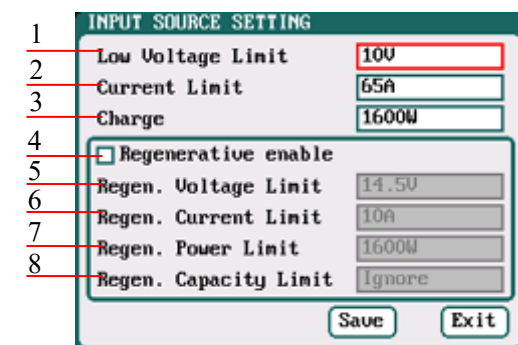 INPUT SOURCE SETTING
1 Low Voltage Limit 10V
2 Current Limit 65A
3 Charge 1600W
4 Regenerative enable
5 Regen. Voltage Limit 14.5V
6 Regen. Current Limit 10A
7 Regen. Power Limit 1600W
8 Regen. Capacity Limit Ignore
Save Exit